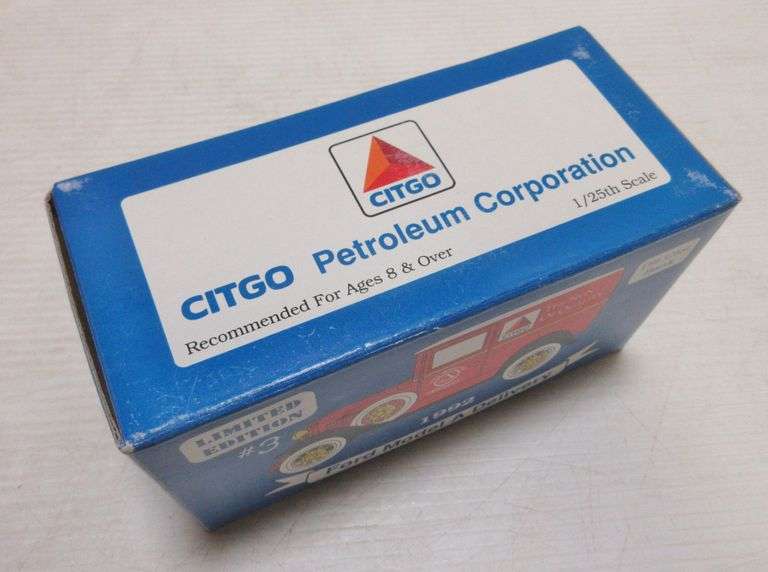 CITGO
CITGO Petroleum Corporation
Recommended For Ages 8 & Over
1/25th Scale
LIMITED
EDITION
#3
1992
Ford Model A Delivery
CITGO